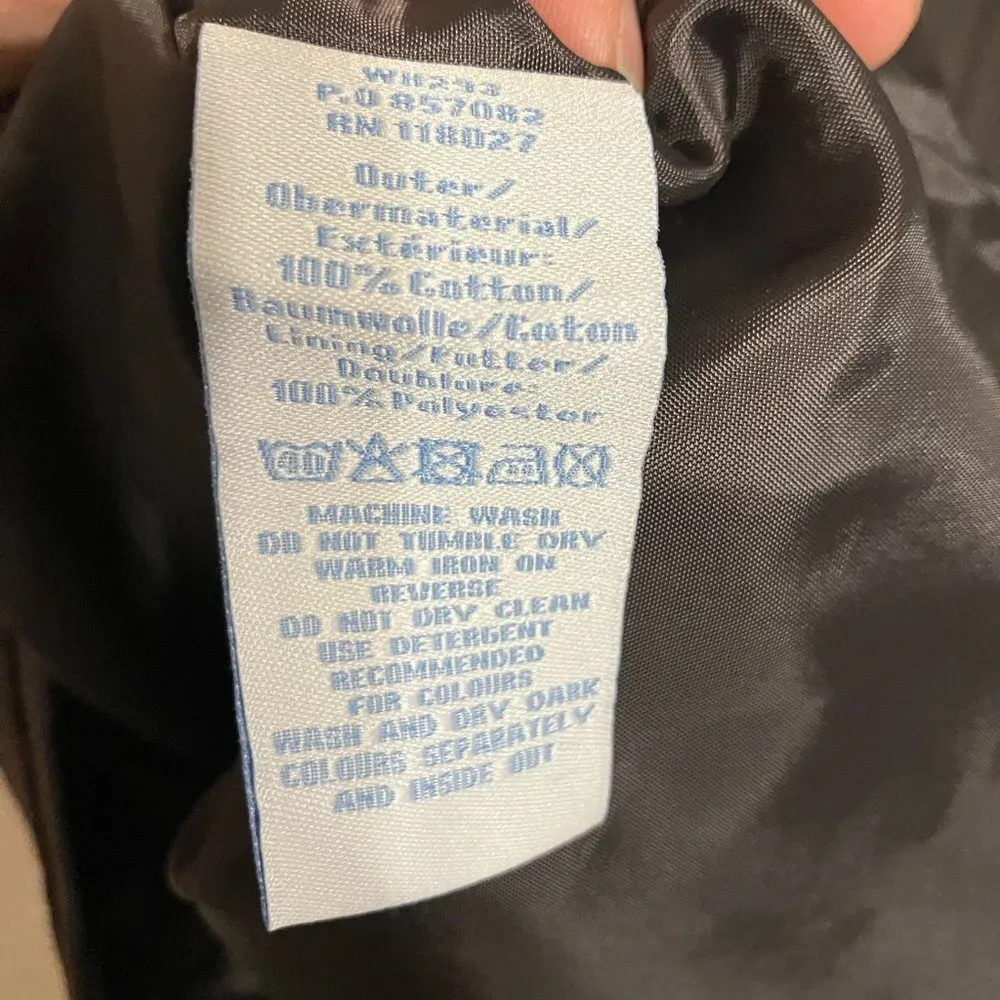 WH293
P.O 857082
RN 118027
Outer/
Obermaterial/
Extérieur:
100% Cotton/
Baumwolle/Coton
Lining/Futter/
Doublure:
100% Polyester
40
MACHINE WASH
DO NOT TUMBLE DRY
WARM IRON ON
REVERSE
DO NOT DRY CLEAN
USE DETERGENT
RECOMMENDED
FOR COLOURS
WASH AND DRY DARK
COLOURS SEPARATELY
AND INSIDE OUT